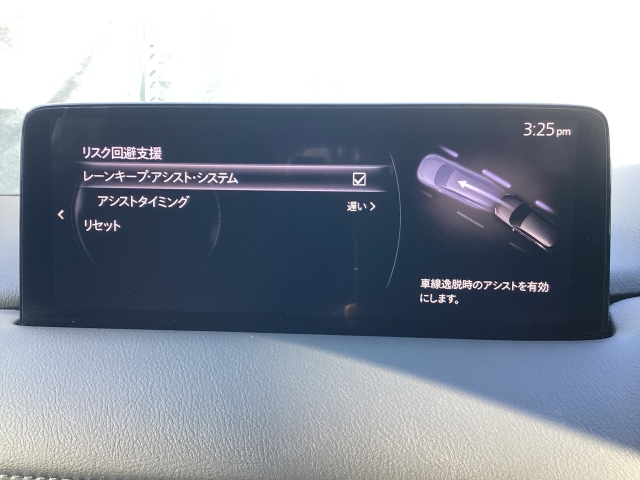 3:25pm
リスク回避支援
レーンキープ・アシスト・システム
アシストタイミング 遅い
リセット
車線逸脱時のアシストを有効
にします。